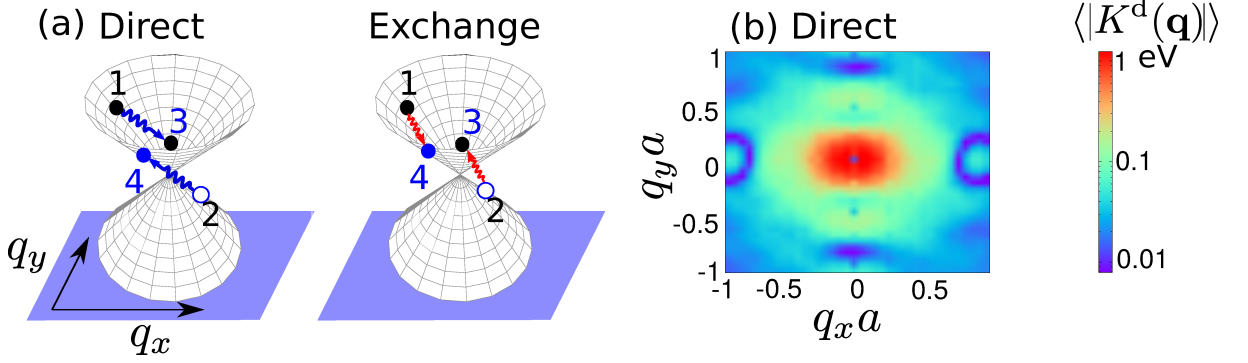 (a) Direct
Exchange
1
3
4
2
1
3
4
2
q_y
q_x
(b) Direct
1
0.5
0
-0.5
-1
q_y a
-1 -0.5 0 0.5
q_x a
⟨|K^d(q)|⟩
1 eV
0.1
0.01